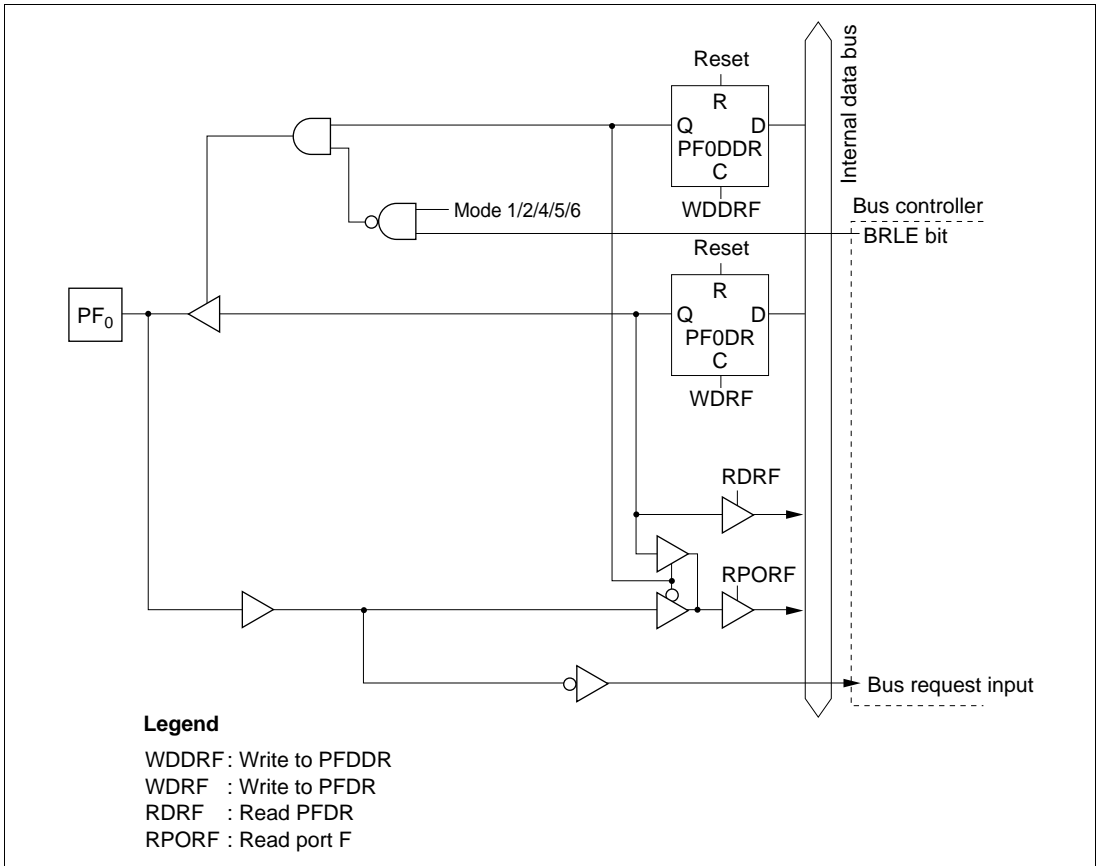 Reset
R
Q D
PF0DDR
C
WDDRF
Internal data bus
Mode 1/2/4/5/6
Bus controller
BRLE bit
Reset
R
Q D
PF0DR
C
WDRF
PF₀
RDRF
RPORF
Bus request input
Legend
WDDRF : Write to PFDDR
WDRF : Write to PFDR
RDRF : Read PFDR
RPORF : Read port F